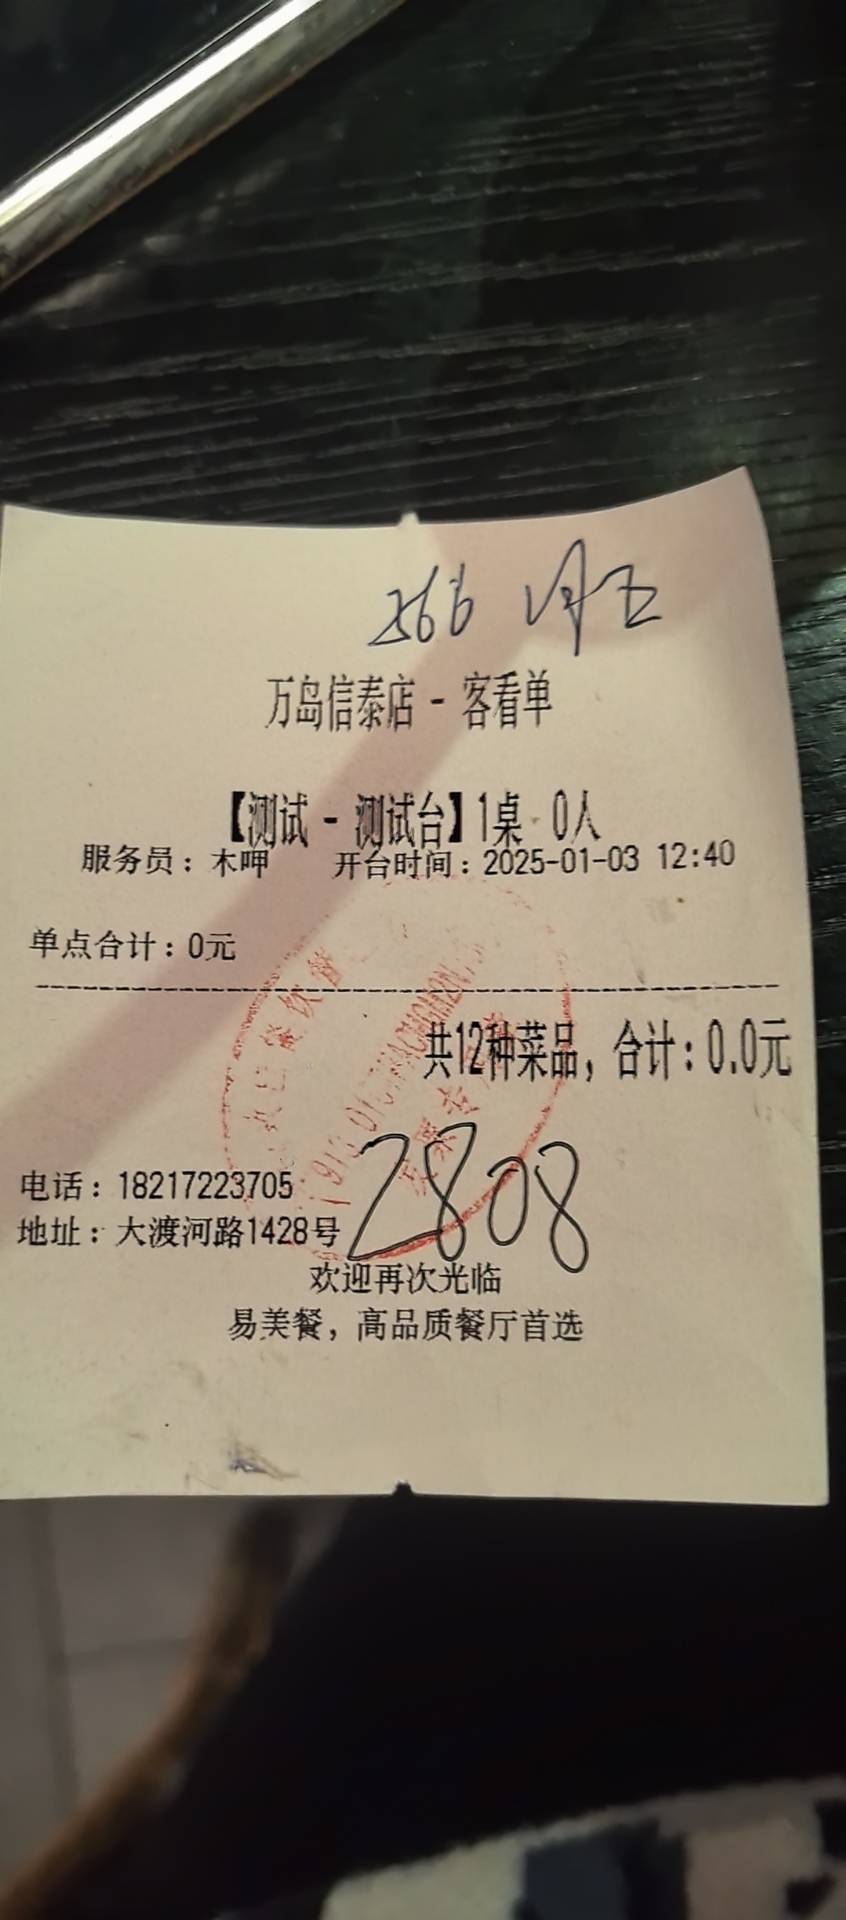 366
万岛信泰店 - 客看单
【测试 - 测试台】1桌 0人
服务员：木呷 开台时间：2025-01-03 12:40
单点合计：0元
共12种菜品，合计：0.0元
2808
电话：18217223705
地址：大渡河路1428号
欢迎再次光临
易美餐，高品质餐厅首选